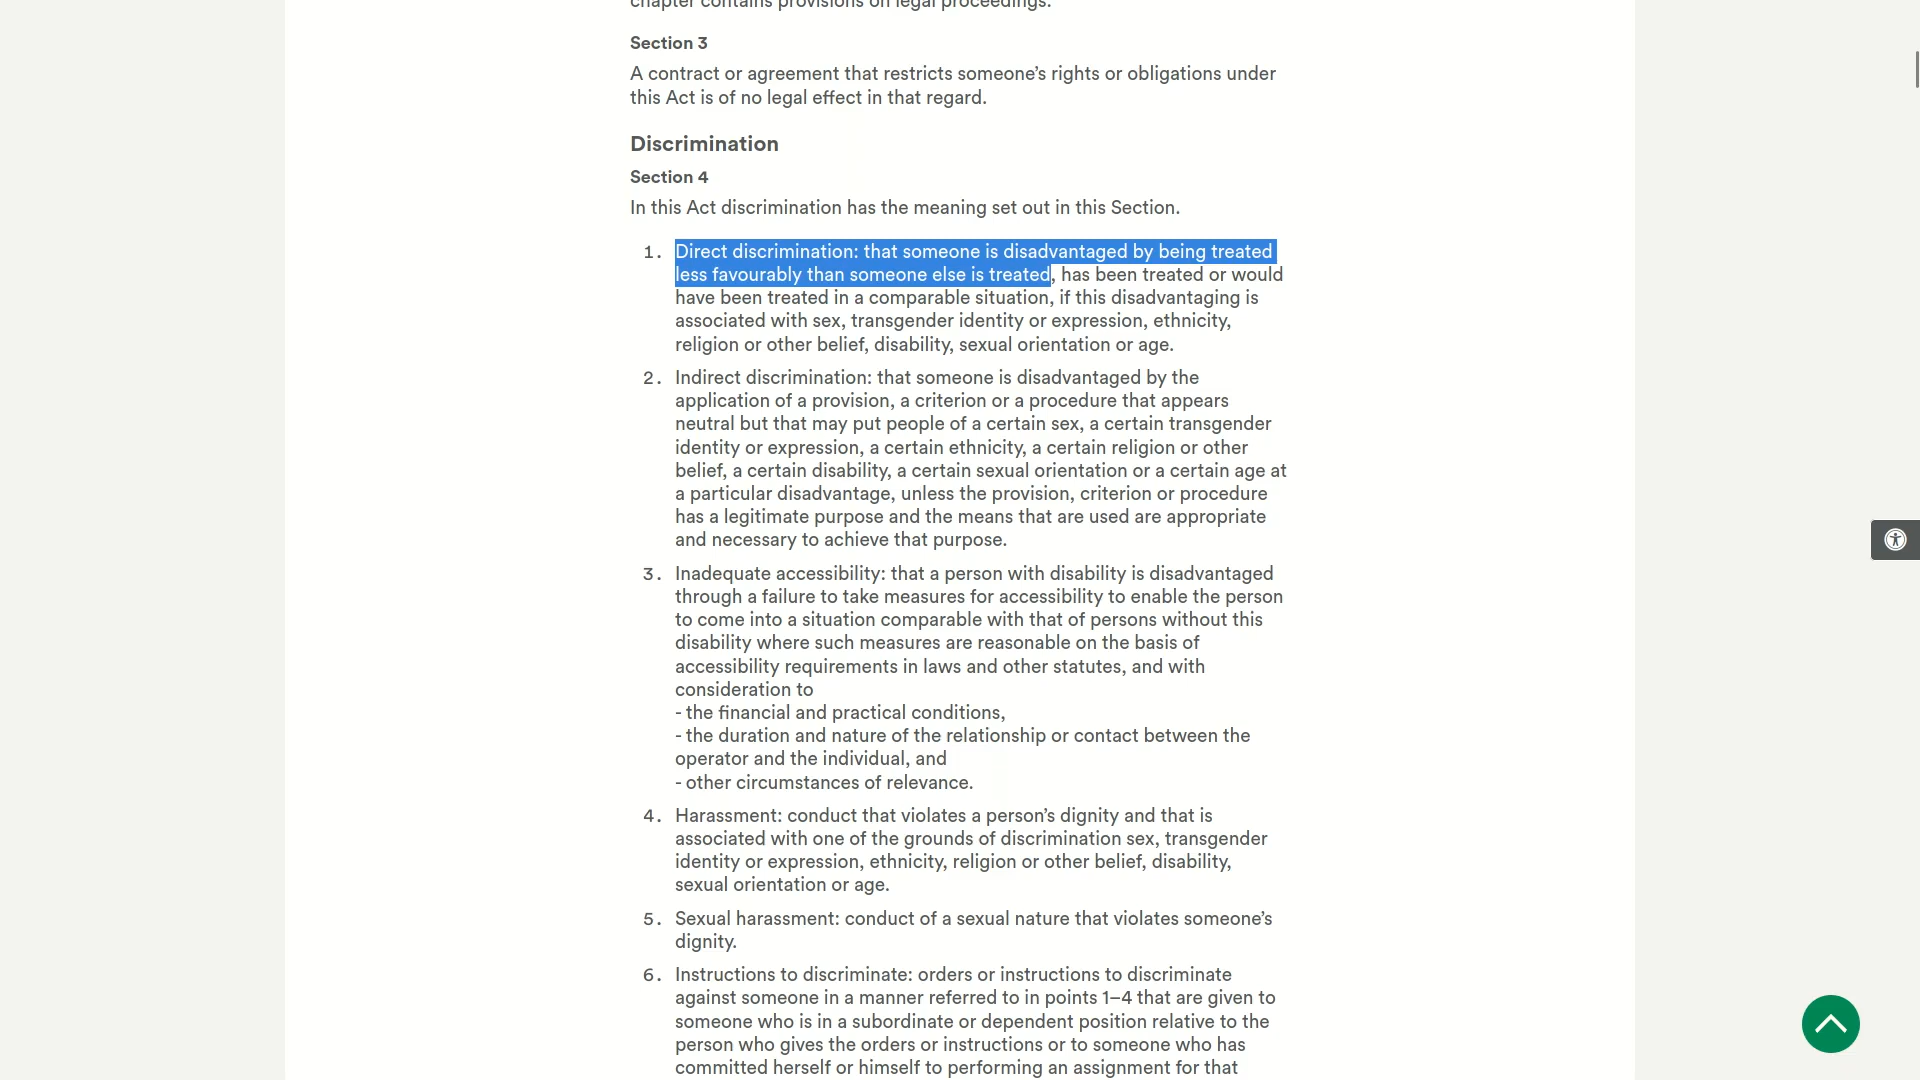 chapter contains provisions on legal proceedings.
Section 3
A contract or agreement that restricts someone’s rights or obligations under
this Act is of no legal effect in that regard.
Discrimination
Section 4
In this Act discrimination has the meaning set out in this Section.
1. Direct discrimination: that someone is disadvantaged by being treated
less favourably than someone else is treated, has been treated or would
have been treated in a comparable situation, if this disadvantaging is
associated with sex, transgender identity or expression, ethnicity,
religion or other belief, disability, sexual orientation or age.
2. Indirect discrimination: that someone is disadvantaged by the
application of a provision, a criterion or a procedure that appears
neutral but that may put people of a certain sex, a certain transgender
identity or expression, a certain ethnicity, a certain religion or other
belief, a certain disability, a certain sexual orientation or a certain age at
a particular disadvantage, unless the provision, criterion or procedure
has a legitimate purpose and the means that are used are appropriate
and necessary to achieve that purpose.
3. Inadequate accessibility: that a person with disability is disadvantaged
through a failure to take measures for accessibility to enable the person
to come into a situation comparable with that of persons without this
disability where such measures are reasonable on the basis of
accessibility requirements in laws and other statutes, and with
consideration to
- the financial and practical conditions,
- the duration and nature of the relationship or contact between the
operator and the individual, and
- other circumstances of relevance.
4. Harassment: conduct that violates a person’s dignity and that is
associated with one of the grounds of discrimination sex, transgender
identity or expression, ethnicity, religion or other belief, disability,
sexual orientation or age.
5. Sexual harassment: conduct of a sexual nature that violates someone’s
dignity.
6. Instructions to discriminate: orders or instructions to discriminate
against someone in a manner referred to in points 1–4 that are given to
someone who is in a subordinate or dependent position relative to the
person who gives the orders or instructions or to someone who has
committed herself or himself to performing an assignment for that